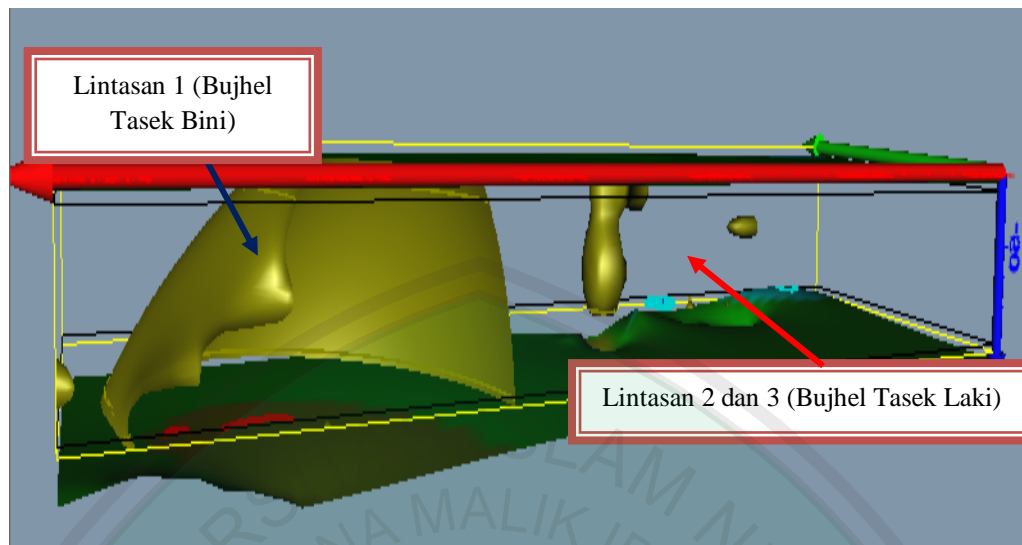 Lintasan 1 (Bujhel
Tasek Bini)
Lintasan 2 dan 3 (Bujhel Tasek Laki)